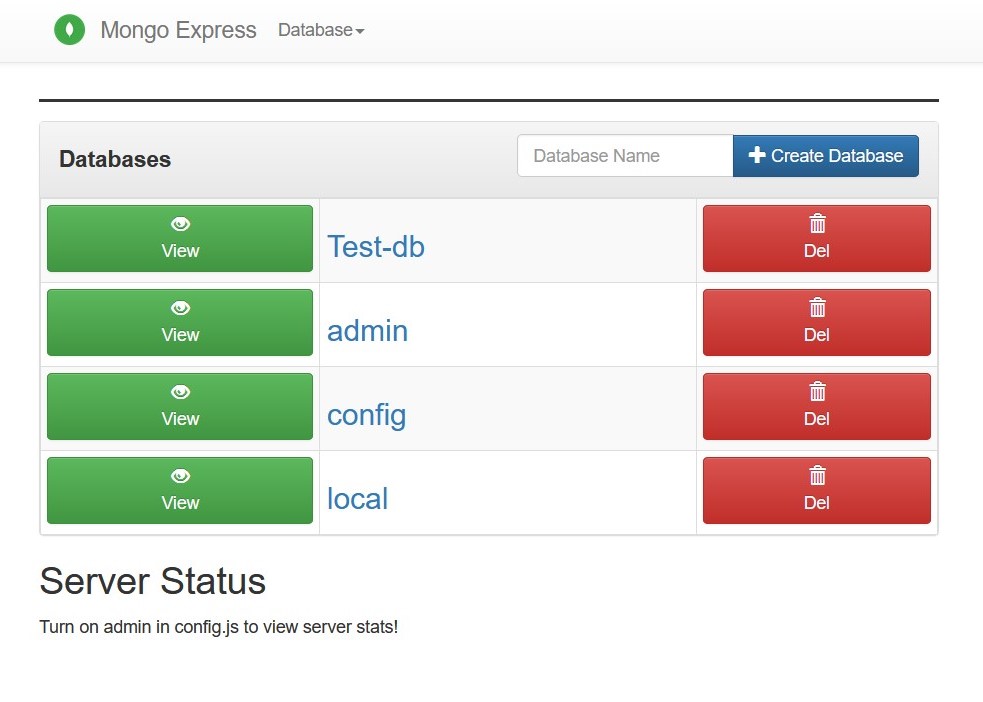 Mongo Express Database
Databases Database Name Create Database
View Test-db Del
View admin Del
View config Del
View local Del
Server Status
Turn on admin in config.js to view server stats!